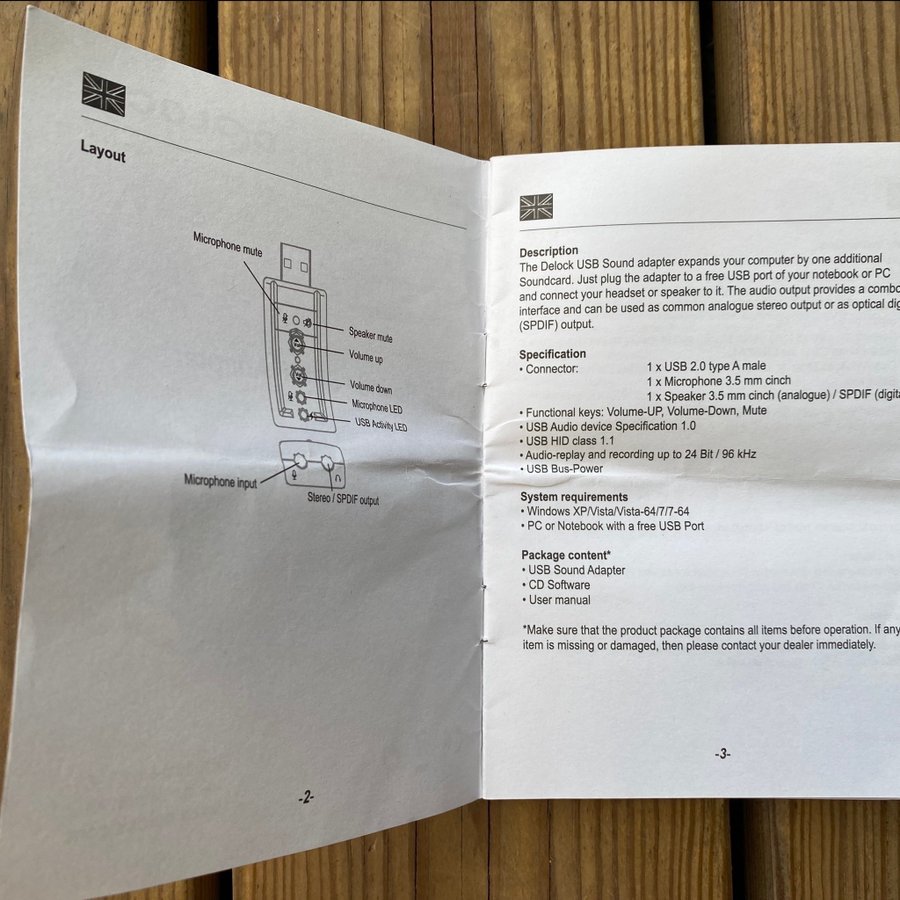 Layout
Microphone mute
Speaker mute
Volume up
Volume down
Microphone LED
USB Activity LED
Microphone input
Stereo / SPDIF output
-2-
Description
The Delock USB Sound adapter expands your computer by one additional
Soundcard. Just plug the adapter to a free USB port of your notebook or PC
and connect your headset or speaker to it. The audio output provides a combo
interface and can be used as common analogue stereo output or as optical dig
(SPDIF) output.
Specification
• Connector: 1 x USB 2.0 type A male
1 x Microphone 3.5 mm cinch
1 x Speaker 3.5 mm cinch (analogue) / SPDIF (digita
• Functional keys: Volume-UP, Volume-Down, Mute
• USB Audio device Specification 1.0
• USB HID class 1.1
• Audio-replay and recording up to 24 Bit / 96 kHz
• USB Bus-Power
System requirements
• Windows XP/Vista/Vista-64/7/7-64
• PC or Notebook with a free USB Port
Package content*
• USB Sound Adapter
• CD Software
• User manual
*Make sure that the product package contains all items before operation. If any
item is missing or damaged, then please contact your dealer immediately.
-3-